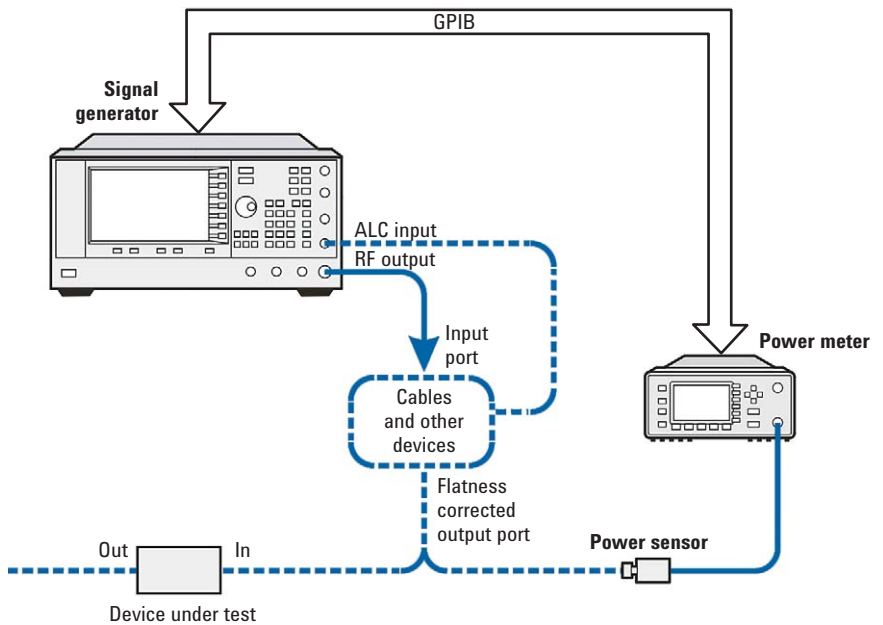 GPIB
Signal
generator
ALC input
RF output
Input
port
Power meter
Cables
and other
devices
Flatness
corrected
output port
Out
In
Power sensor
Device under test